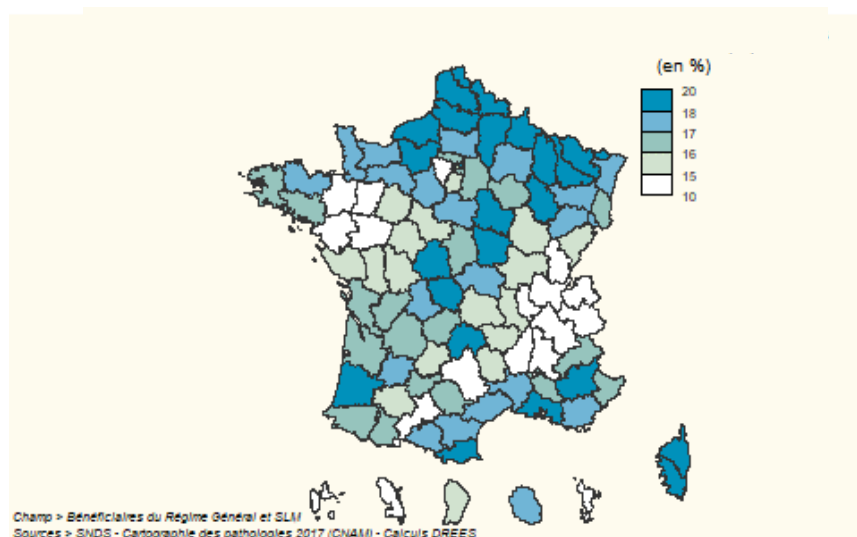 (en %)
20
18
17
16
15
10
Champ > Bénéficiaires du Régime Général et SLM
Sources > SNDS - Cartographie des pathologies 2017 (CNAM) - Calculs DREES